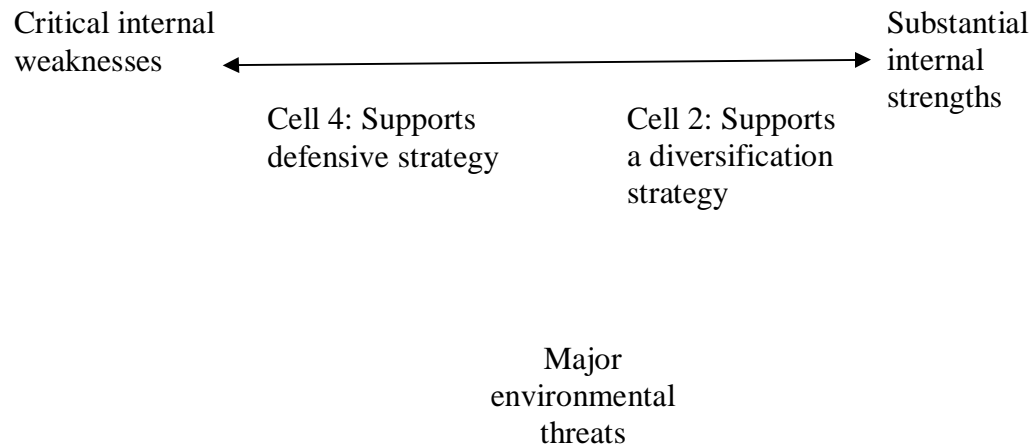 Critical internal
weaknesses
Substantial
internal
strengths
Cell 4: Supports
defensive strategy
Cell 2: Supports
a diversification
strategy
Major
environmental
threats